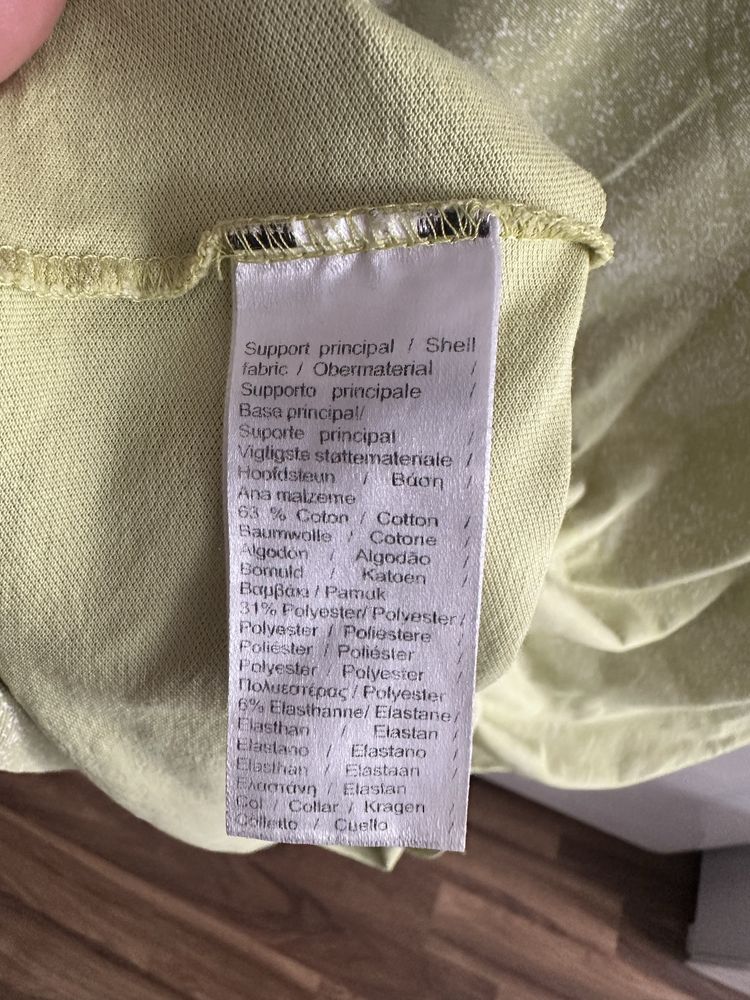 Support principal / Shell
fabric / Obermaterial /
Supporto principale /
Base principal/
Suporte principal /
Vigtigste støttemateriale /
Hoofdsteun / Βάση /
Ana malzeme
63 % Coton / Cotton /
Baumwolle / Cotone /
Algodón / Algodão /
Bomuld / Katoen /
Βαμβάκι / Pamuk
31% Polyester/ Polyester /
Polyester / Poliestere /
Poliéster / Poliéster /
Polyester / Polyester /
Πολυεστέρας / Polyester
6% Elasthanne/ Elastane /
Elasthan / Elastan /
Elastano / Elastano /
Elasthan / Elastaan /
Ελαστάνη / Elastan
Col / Collar / Kragen /
Colletto / Cuello /